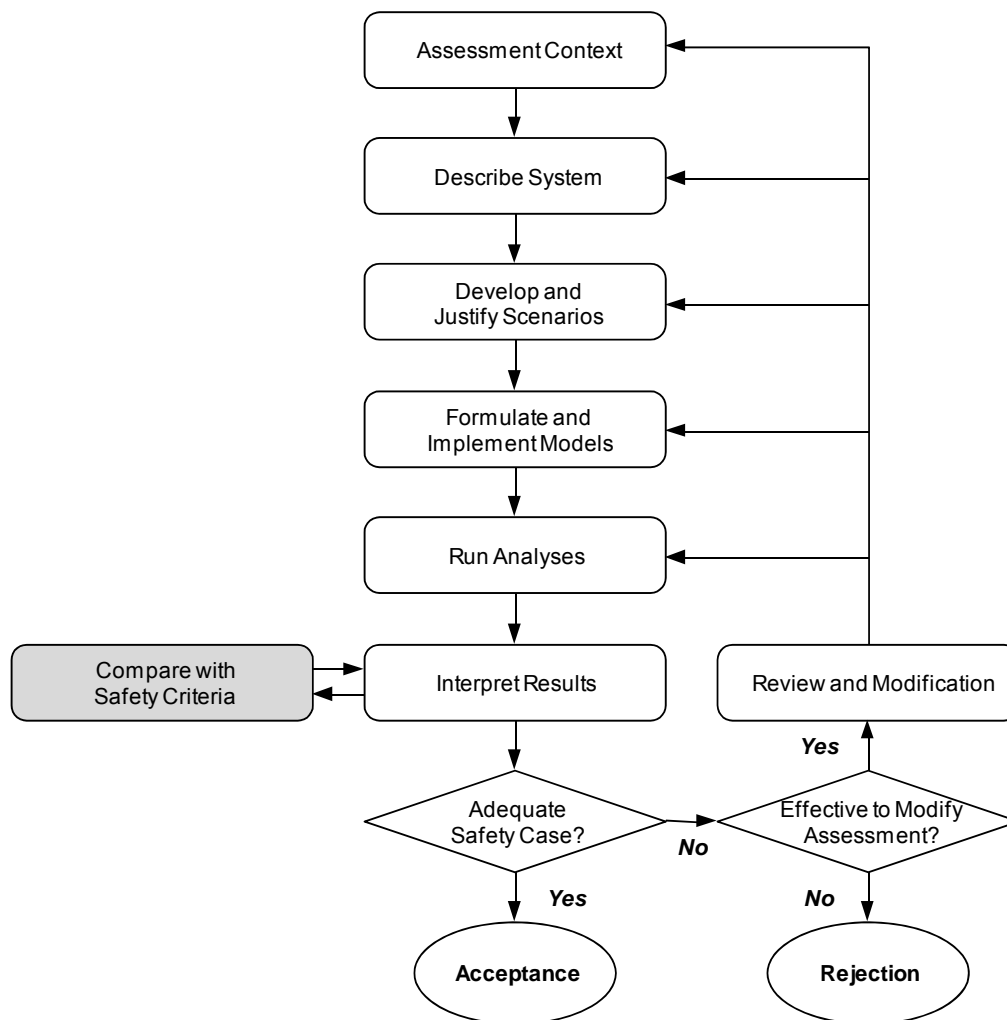 Assessment Context
Describe System
Develop and
Justify Scenarios
Formulate and
Implement Models
Run Analyses
Compare with
Safety Criteria
Interpret Results
Review and Modification
Yes
Adequate
Safety Case?
No
Effective to Modify
Assessment?
Yes
No
Acceptance
Rejection